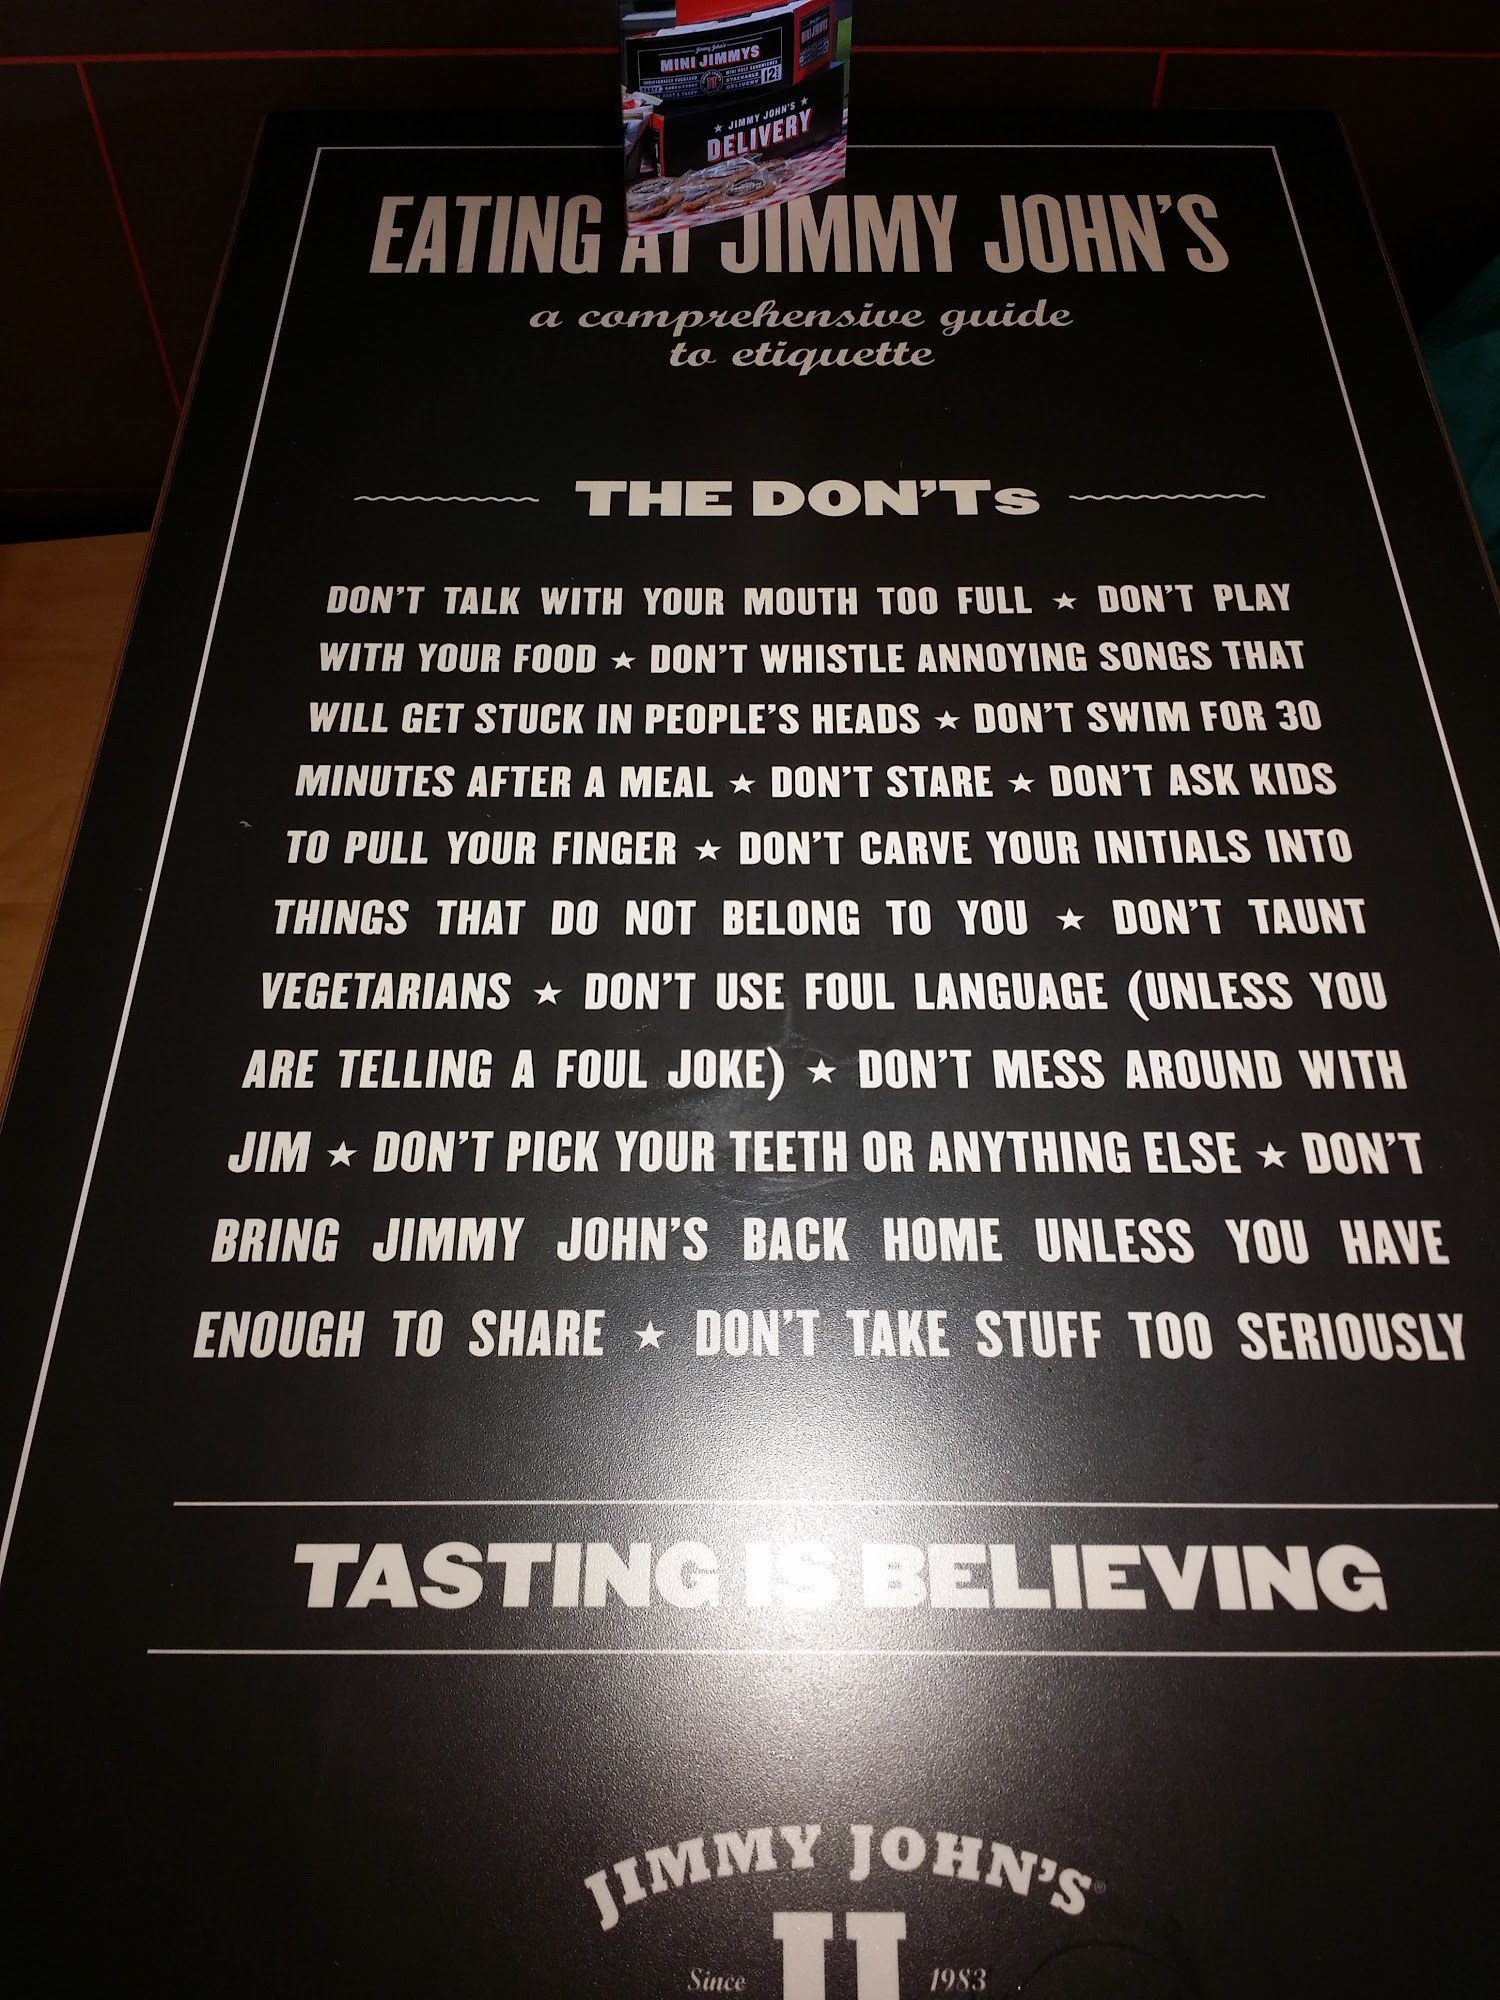 Jimmy John's
MINI JIMMYS
12
★ JIMMY JOHN'S ★
DELIVERY
EATING AT JIMMY JOHN'S
a comprehensive guide
to etiquette
THE DON'Ts
DON'T TALK WITH YOUR MOUTH TOO FULL ★ DON'T PLAY
WITH YOUR FOOD ★ DON'T WHISTLE ANNOYING SONGS THAT
WILL GET STUCK IN PEOPLE'S HEADS ★ DON'T SWIM FOR 30
MINUTES AFTER A MEAL ★ DON'T STARE ★ DON'T ASK KIDS
TO PULL YOUR FINGER ★ DON'T CARVE YOUR INITIALS INTO
THINGS THAT DO NOT BELONG TO YOU ★ DON'T TAUNT
VEGETARIANS ★ DON'T USE FOUL LANGUAGE (UNLESS YOU
ARE TELLING A FOUL JOKE) ★ DON'T MESS AROUND WITH
JIM ★ DON'T PICK YOUR TEETH OR ANYTHING ELSE ★ DON'T
BRING JIMMY JOHN'S BACK HOME UNLESS YOU HAVE
ENOUGH TO SHARE ★ DON'T TAKE STUFF TOO SERIOUSLY
TASTING IS BELIEVING
JIMMY JOHN'S®
JJ
Since 1983